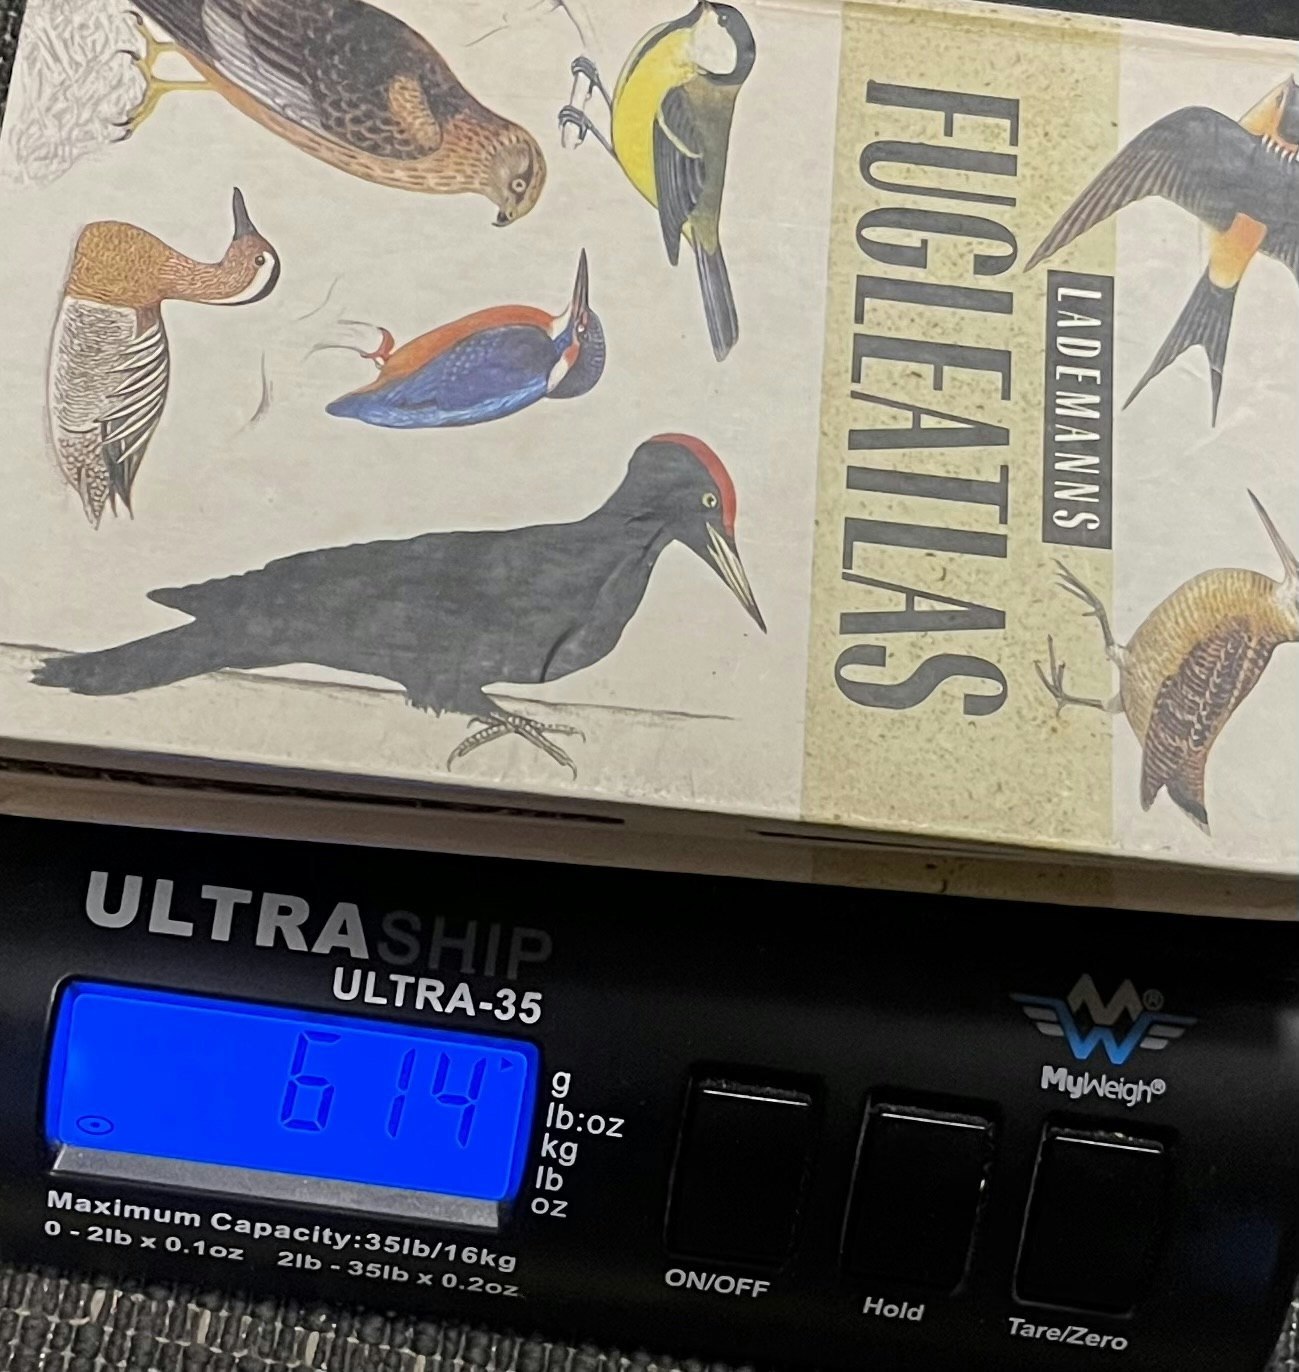 LADEMANNS
FUGLEATLAS
ULTRASHIP
ULTRA-35
614
g
lb:oz
kg
lb
oz
Maximum Capacity:35lb/16kg
0 - 2lb x 0.1oz 2lb - 35lb x 0.2oz
MW®
MyWeigh®
ON/OFF
Hold
Tare/Zero